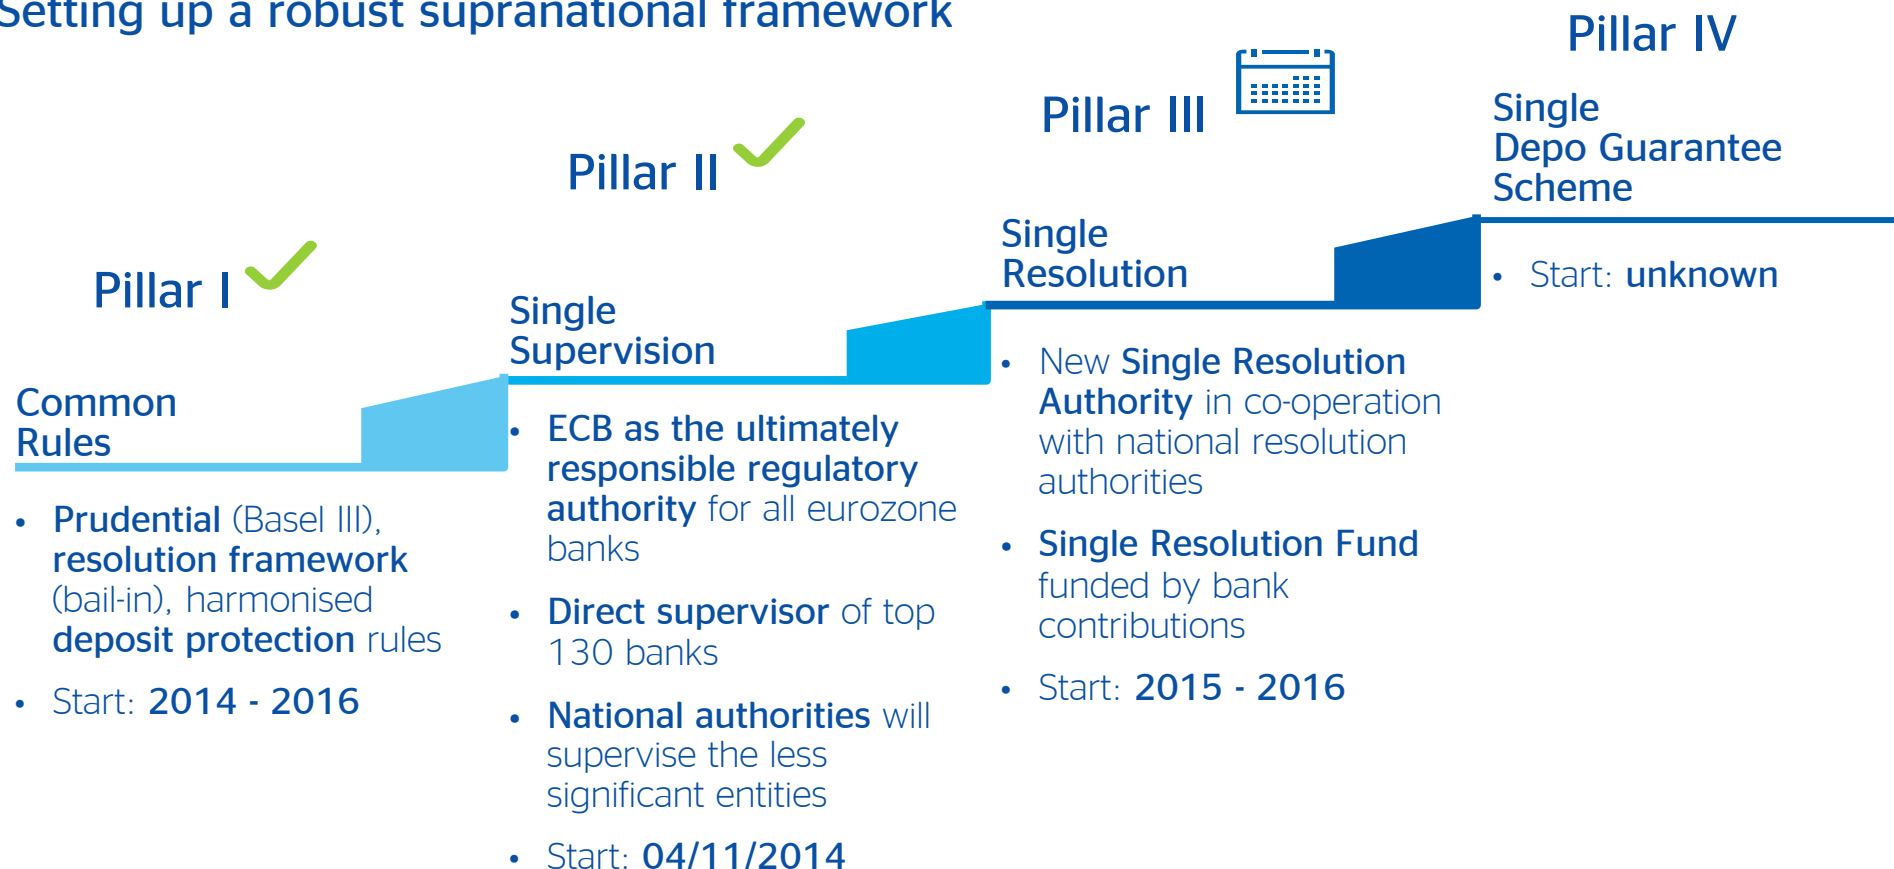 Setting up a robust supranational framework
Pillar I
Common
Rules
• Prudential (Basel III),
resolution framework
(bail-in), harmonised
deposit protection rules
• Start: 2014 - 2016
Pillar II
Single
Supervision
• ECB as the ultimately
responsible regulatory
authority for all eurozone
banks
• Direct supervisor of top
130 banks
• National authorities will
supervise the less
significant entities
• Start: 04/11/2014
Pillar III
Single
Resolution
• New Single Resolution
Authority in co-operation
with national resolution
authorities
• Single Resolution Fund
funded by bank
contributions
• Start: 2015 - 2016
Pillar IV
Single
Depo Guarantee
Scheme
• Start: unknown